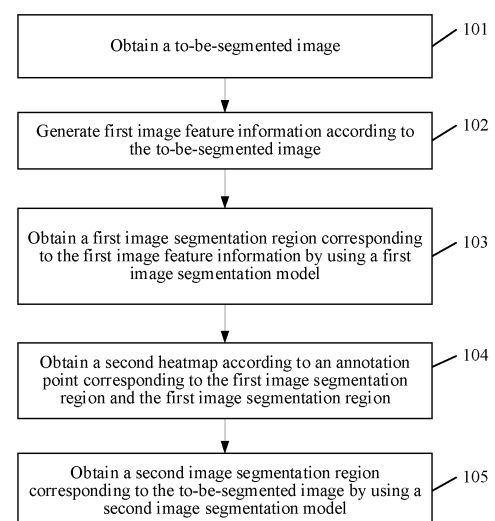 Obtain a to-be-segmented image
101
Generate first image feature information according to
the to-be-segmented image
102
Obtain a first image segmentation region corresponding
to the first image feature information by using a first
image segmentation model
103
Obtain a second heatmap according to an annotation
point corresponding to the first image segmentation
region and the first image segmentation region
104
Obtain a second image segmentation region
corresponding to the to-be-segmented image by using a
second image segmentation model
105